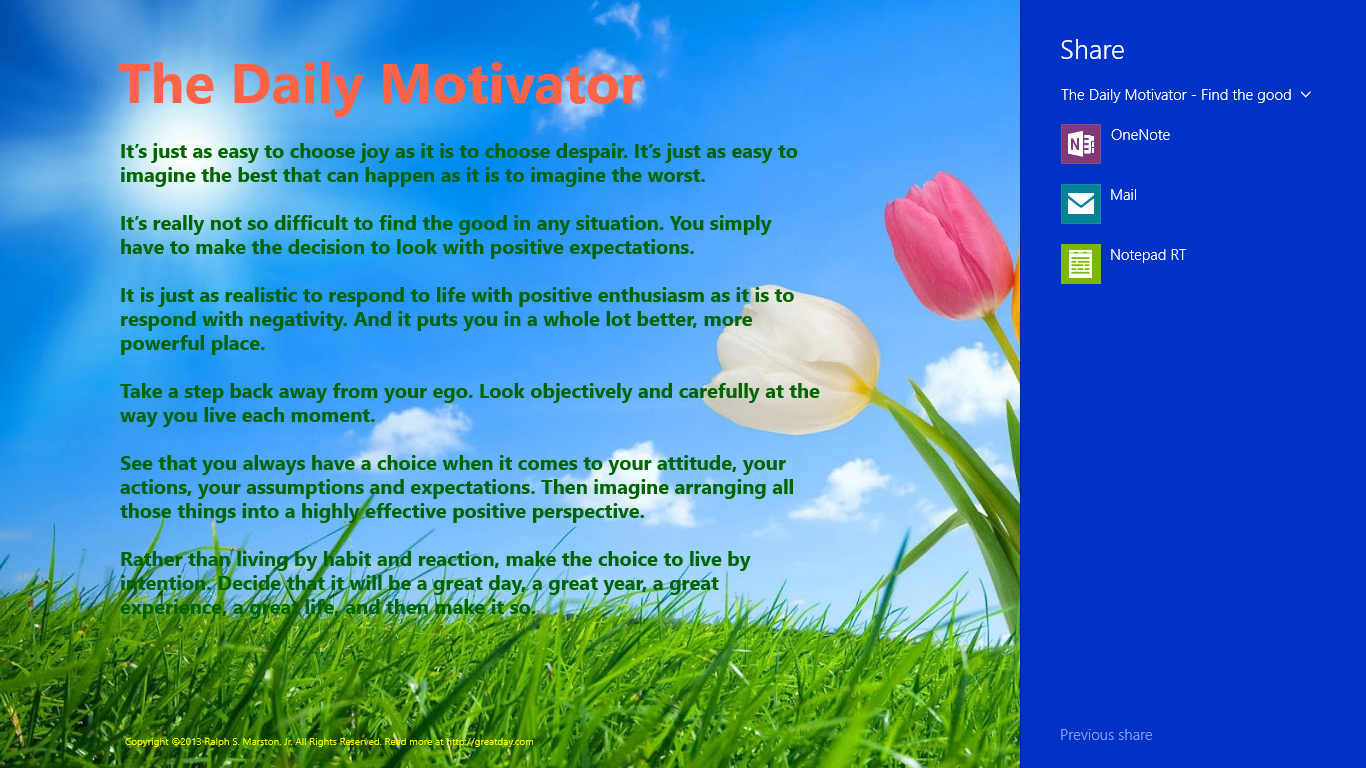 The Daily Motivator
It’s just as easy to choose joy as it is to choose despair. It’s just as easy to
imagine the best that can happen as it is to imagine the worst.
It’s really not so difficult to find the good in any situation. You simply
have to make the decision to look with positive expectations.
It is just as realistic to respond to life with positive enthusiasm as it is to
respond with negativity. And it puts you in a whole lot better, more
powerful place.
Take a step back away from your ego. Look objectively and carefully at the
way you live each moment.
See that you always have a choice when it comes to your attitude, your
actions, your assumptions and expectations. Then imagine arranging all
those things into a highly effective positive perspective.
Rather than living by habit and reaction, make the choice to live by
intention. Decide that it will be a great day, a great year, a great
experience, a great life, and then make it so.
Copyright ©2013 Ralph S. Marston, Jr. All Rights Reserved. Read more at http://greatday.com
Share
The Daily Motivator - Find the good
OneNote
Mail
Notepad RT
Previous share